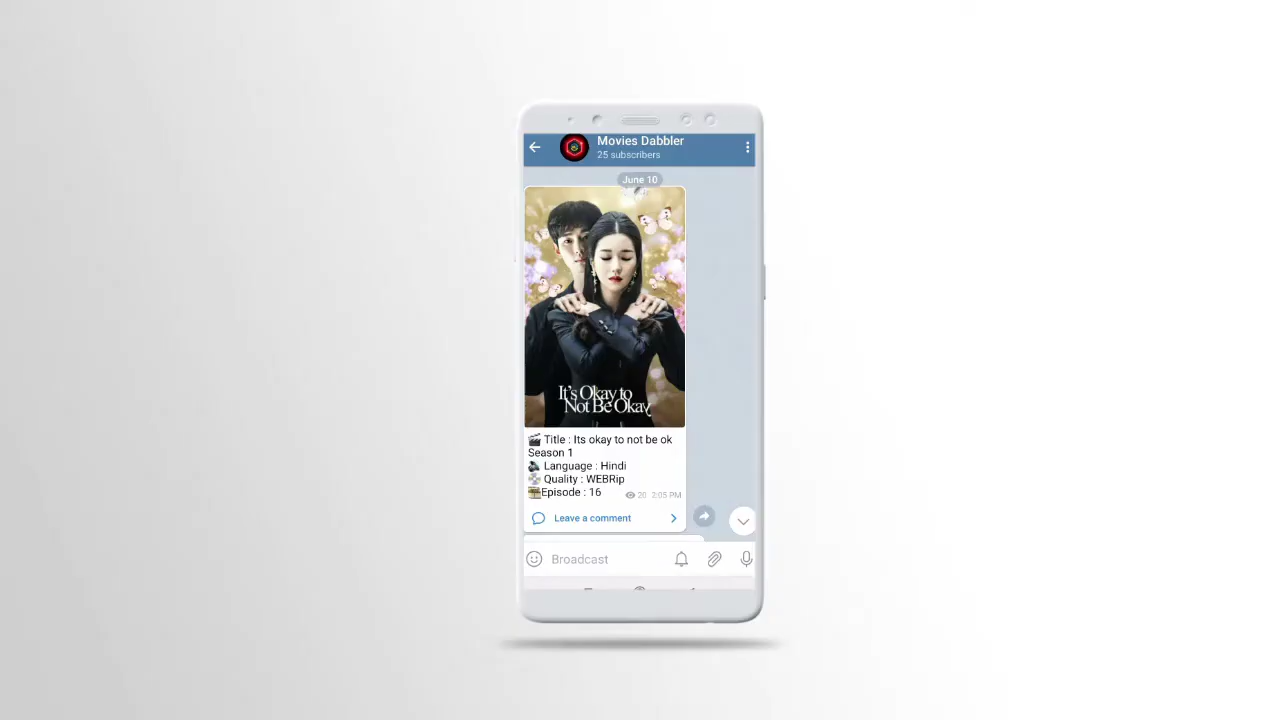 Movies Dabbler
25 subscribers
June 10
It's Okay to
Not Be Okay
Title : Its okay to not be ok
Season 1
Language : Hindi
Quality : WEBRip
Episode : 16
20 2:05 PM
Leave a comment
Broadcast